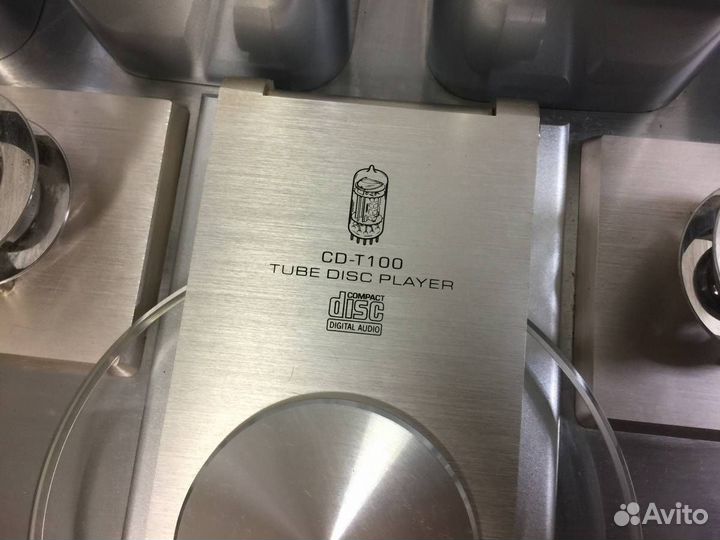 CD-T100
TUBE DISC PLAYER
COMPACT
disc
DIGITAL AUDIO
Avito